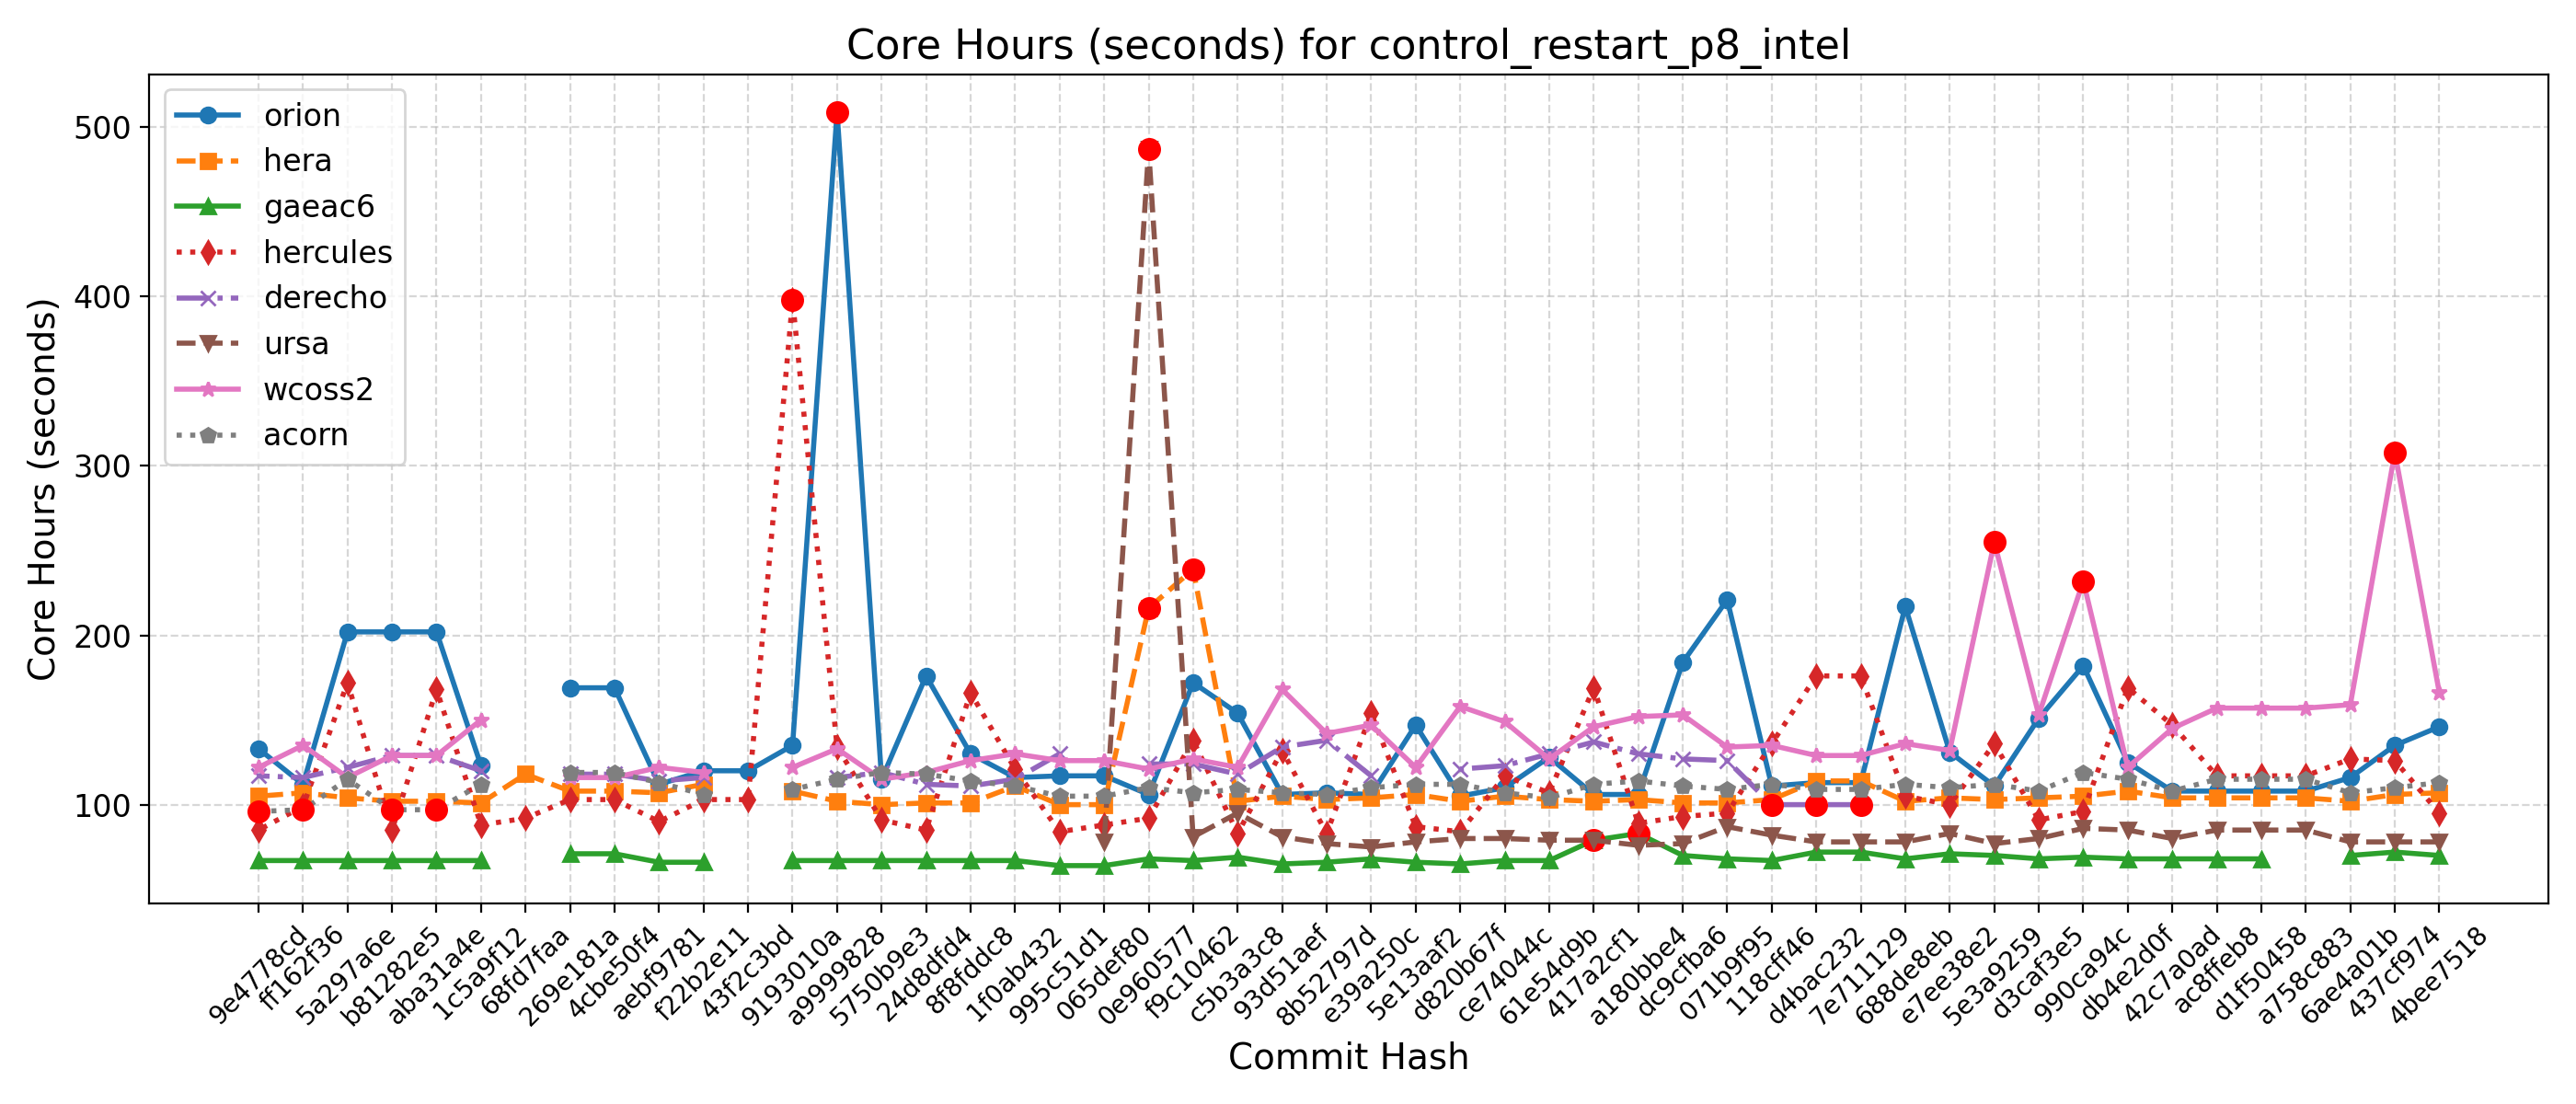 Core Hours (seconds) for control_restart_p8_intel
Core Hours (seconds)
500
400
300
200
100
orion
hera
gaeac6
hercules
derecho
ursa
wcoss2
acorn
9e4778cd
ff162f36
5a297a6e
b81282e5
aba31a4e
1c5a9f12
68fd7faa
269e181a
4cbe50f4
aebf9781
f22b2e11
43f2c3bd
9193010a
a9999828
5750b9e3
24d8dfd4
8f8fddc8
1f0ab432
995c51d1
065def80
0e960577
f9c10462
c5b3a3c8
93d51aef
8b52797d
e39a250c
5e13aaf2
d820b67f
ce74044c
61e54d9b
417a2cf1
a180bbe4
dc9cfba6
071b9f95
118cff46
d4bac232
7e711129
688de8eb
e7ee38e2
5e3a9259
d3caf3e5
990ca94c
db4e2d0f
42c7a0ad
ac8ffeb8
d1f50458
a758c883
6ae4a01b
437cf974
4bee7518
Commit Hash